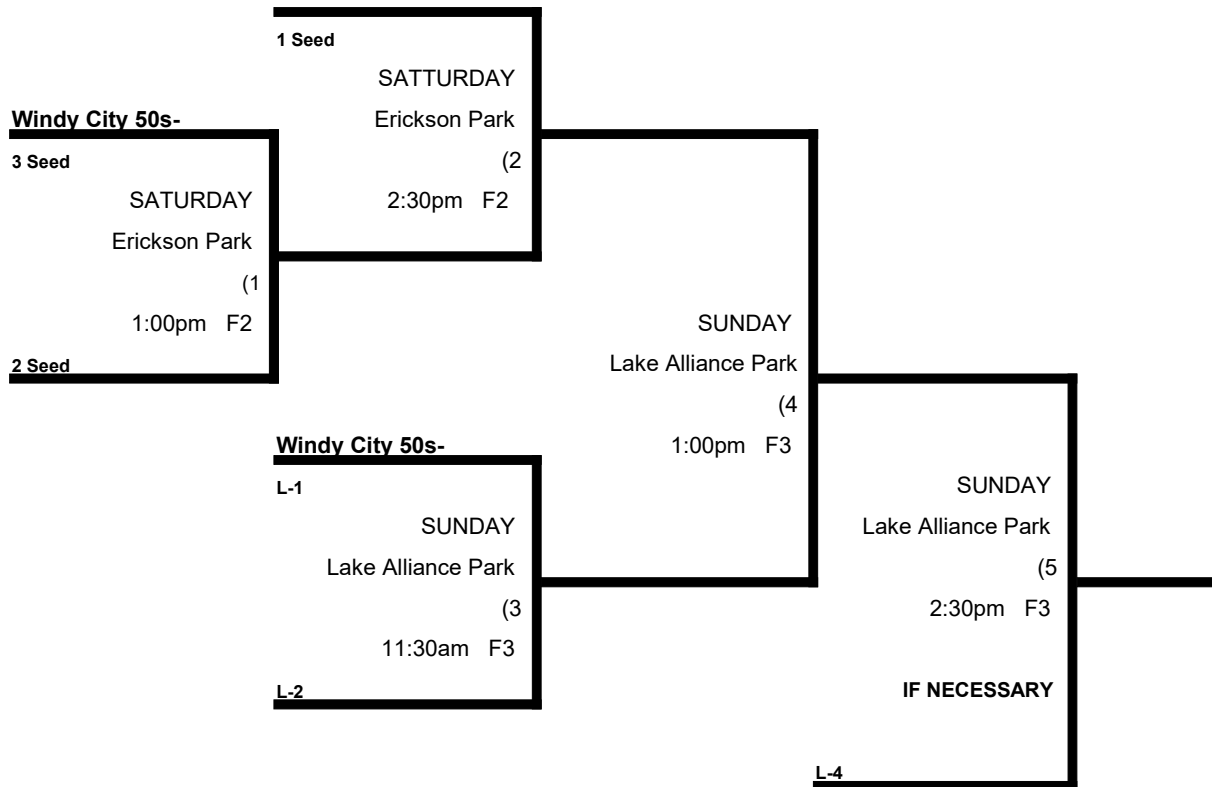 1 Seed
SATTURDAY
Erickson Park
(2
2:30pm F2
Windy City 50s-
3 Seed
SATURDAY
Erickson Park
(1
1:00pm F2
2 Seed
SUNDAY
Lake Alliance Park
(4
1:00pm F3
Windy City 50s-
L-1
SUNDAY
Lake Alliance Park
(3
11:30am F3
L-2
SUNDAY
Lake Alliance Park
(5
2:30pm F3
IF NECESSARY
L-4